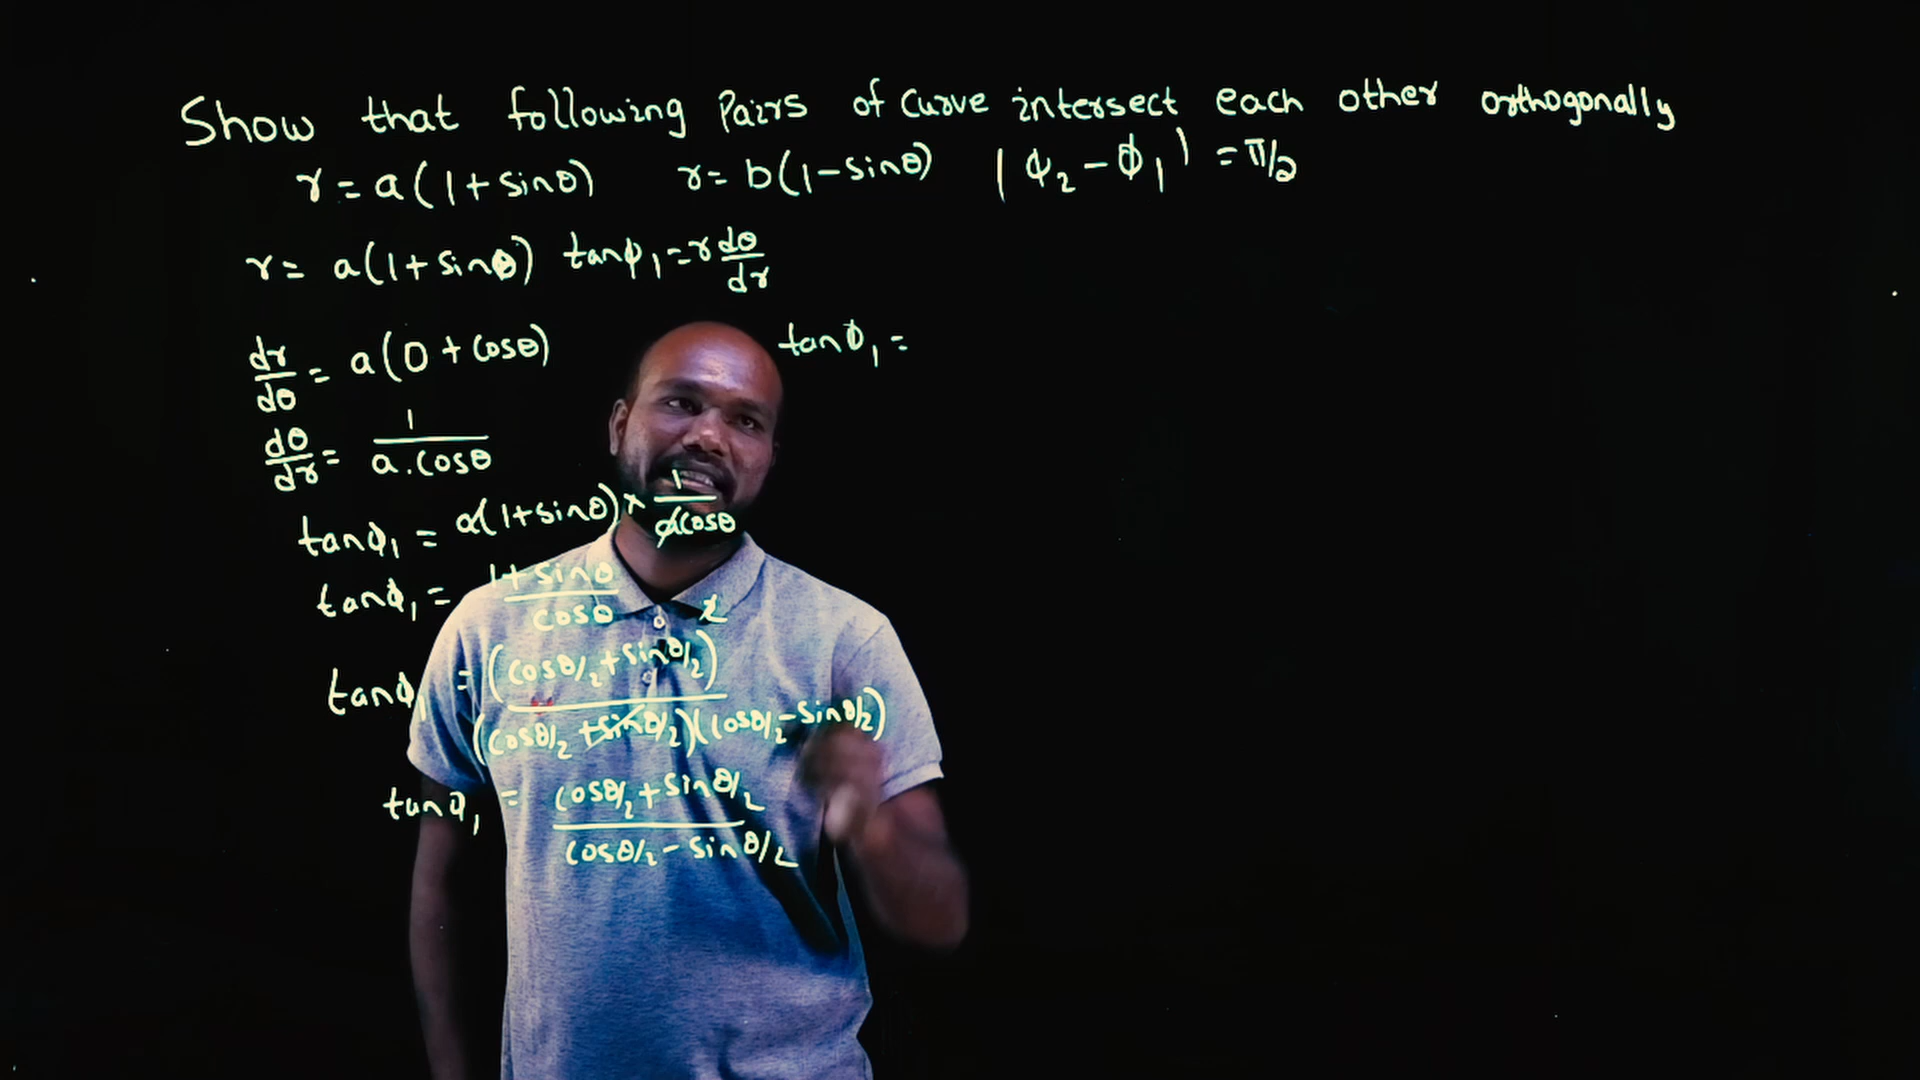 Show that following Pairs of Curve intersect each other orthogonally
r = a(1+sinθ) r = b(1-sinθ) |ϕ₂-ϕ₁| = π/2
r = a(1+sinθ) tanϕ₁ = r dθ/dr
dr/dθ = a(0+cosθ) tanϕ₁ =
dθ/dr = 1/a.cosθ
tanϕ₁ = a(1+sinθ) × 1/acosθ
tanϕ₁ = 1+sinθ/cosθ
tanϕ₁ = (cosθ/2+sinθ/2)²/(cosθ/2+sinθ/2)(cosθ/2-sinθ/2)
tanϕ₁ = cosθ/2+sinθ/2/cosθ/2-sinθ/2